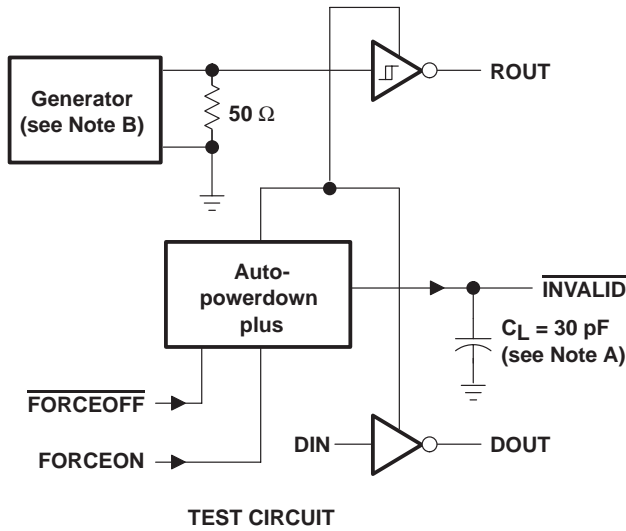 ROUT
Generator
(see Note B)
50 Ω
Auto-
powerdown
plus
INVALID
CL = 30 pF
(see Note A)
FORCEOFF
FORCEON
DIN
DOUT
TEST CIRCUIT